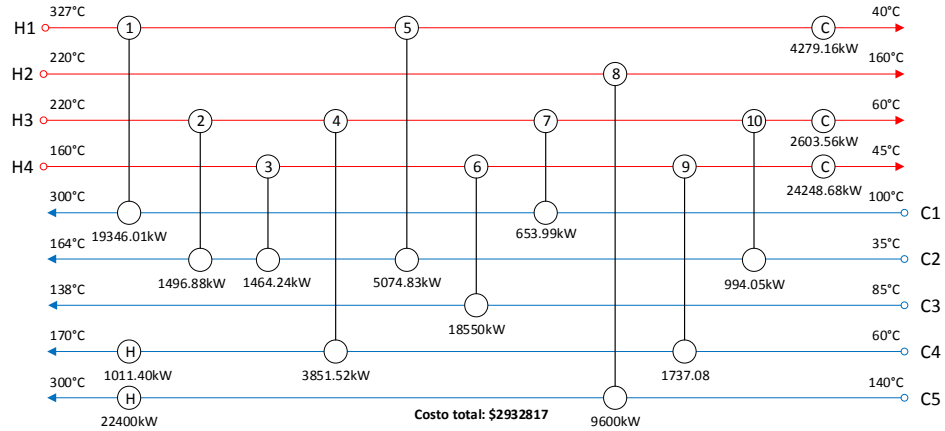 327°C 40°C
H1 1 5 C
4279.16kW
220°C 160°C
H2 8
220°C 60°C
H3 2 4 7 10 C
2603.56kW
160°C 45°C
H4 3 6 9 C
24248.68kW
300°C 100°C
C1
19346.01kW 653.99kW
164°C 35°C
C2
1496.88kW 1464.24kW 5074.83kW 994.05kW
138°C 85°C
C3
18550kW
170°C 60°C
H C4
1011.40kW 3851.52kW 1737.08
300°C 140°C
H C5
22400kW Costo total: $2932817 9600kW